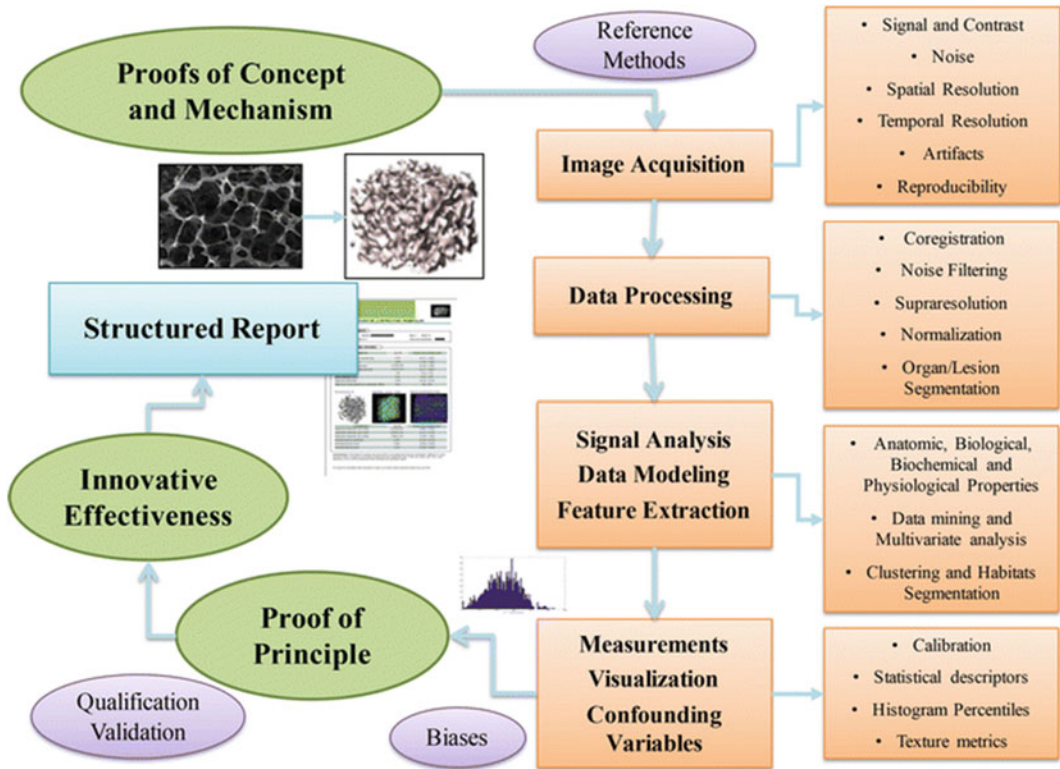 Reference
Methods
Proofs of Concept
and Mechanism
• Signal and Contrast
• Noise
• Spatial Resolution
• Temporal Resolution
• Artifacts
• Reproducibility
Image Acquisition
Data Processing
• Coregistration
• Noise Filtering
• Supraresolution
• Normalization
• Organ/Lesion
Segmentation
Structured Report
Signal Analysis
Data Modeling
Feature Extraction
• Anatomic, Biological,
Biochemical and
Physiological Properties
• Data mining and
Multivariate analysis
• Clustering and Habitats
Segmentation
Innovative
Effectiveness
Proof of
Principle
Measurements
Visualization
Confounding
Variables
• Calibration
• Statistical descriptors
• Histogram Percentiles
• Texture metrics
Qualification
Validation
Biases